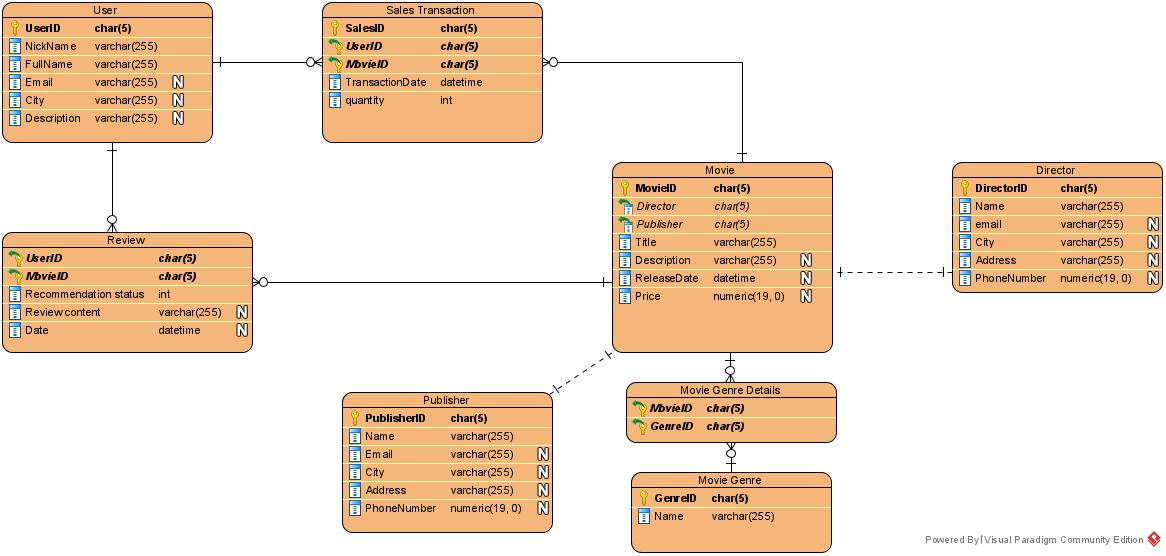 User
UserID char(5)
NickName varchar(255)
FullName varchar(255)
Email varchar(255) N
City varchar(255) N
Description varchar(255) N
Sales Transaction
SalesID char(5)
UserID char(5)
MovieID char(5)
TransactionDate datetime
quantity int
Movie
MovieID char(5)
Director char(5)
Publisher char(5)
Title varchar(255)
Description varchar(255) N
ReleaseDate datetime N
Price numeric(19, 0) N
Director
DirectorID char(5)
Name varchar(255)
email varchar(255) N
City varchar(255) N
Address varchar(255) N
PhoneNumber numeric(19, 0) N
Review
UserID char(5)
MovieID char(5)
Recommendation status int
Review content varchar(255) N
Date datetime N
Publisher
PublisherID char(5)
Name varchar(255)
Email varchar(255) N
City varchar(255) N
Address varchar(255) N
PhoneNumber numeric(19, 0) N
Movie Genre Details
MovieID char(5)
GenreID char(5)
Movie Genre
GenreID char(5)
Name varchar(255)
Powered By Visual Paradigm Community Edition